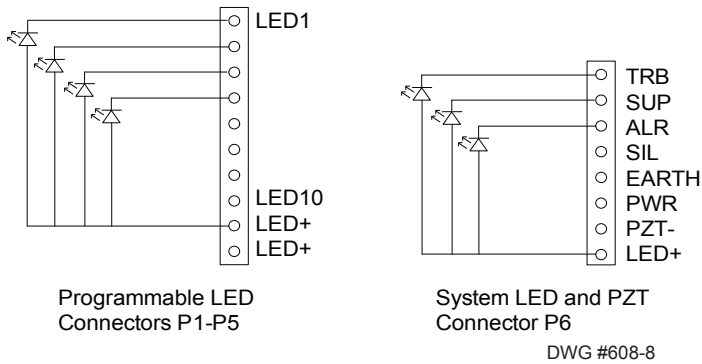 LED1
LED10
LED+
LED+
Programmable LED
Connectors P1-P5
TRB
SUP
ALR
SIL
EARTH
PWR
PZT-
LED+
System LED and PZT
Connector P6
DWG #608-8